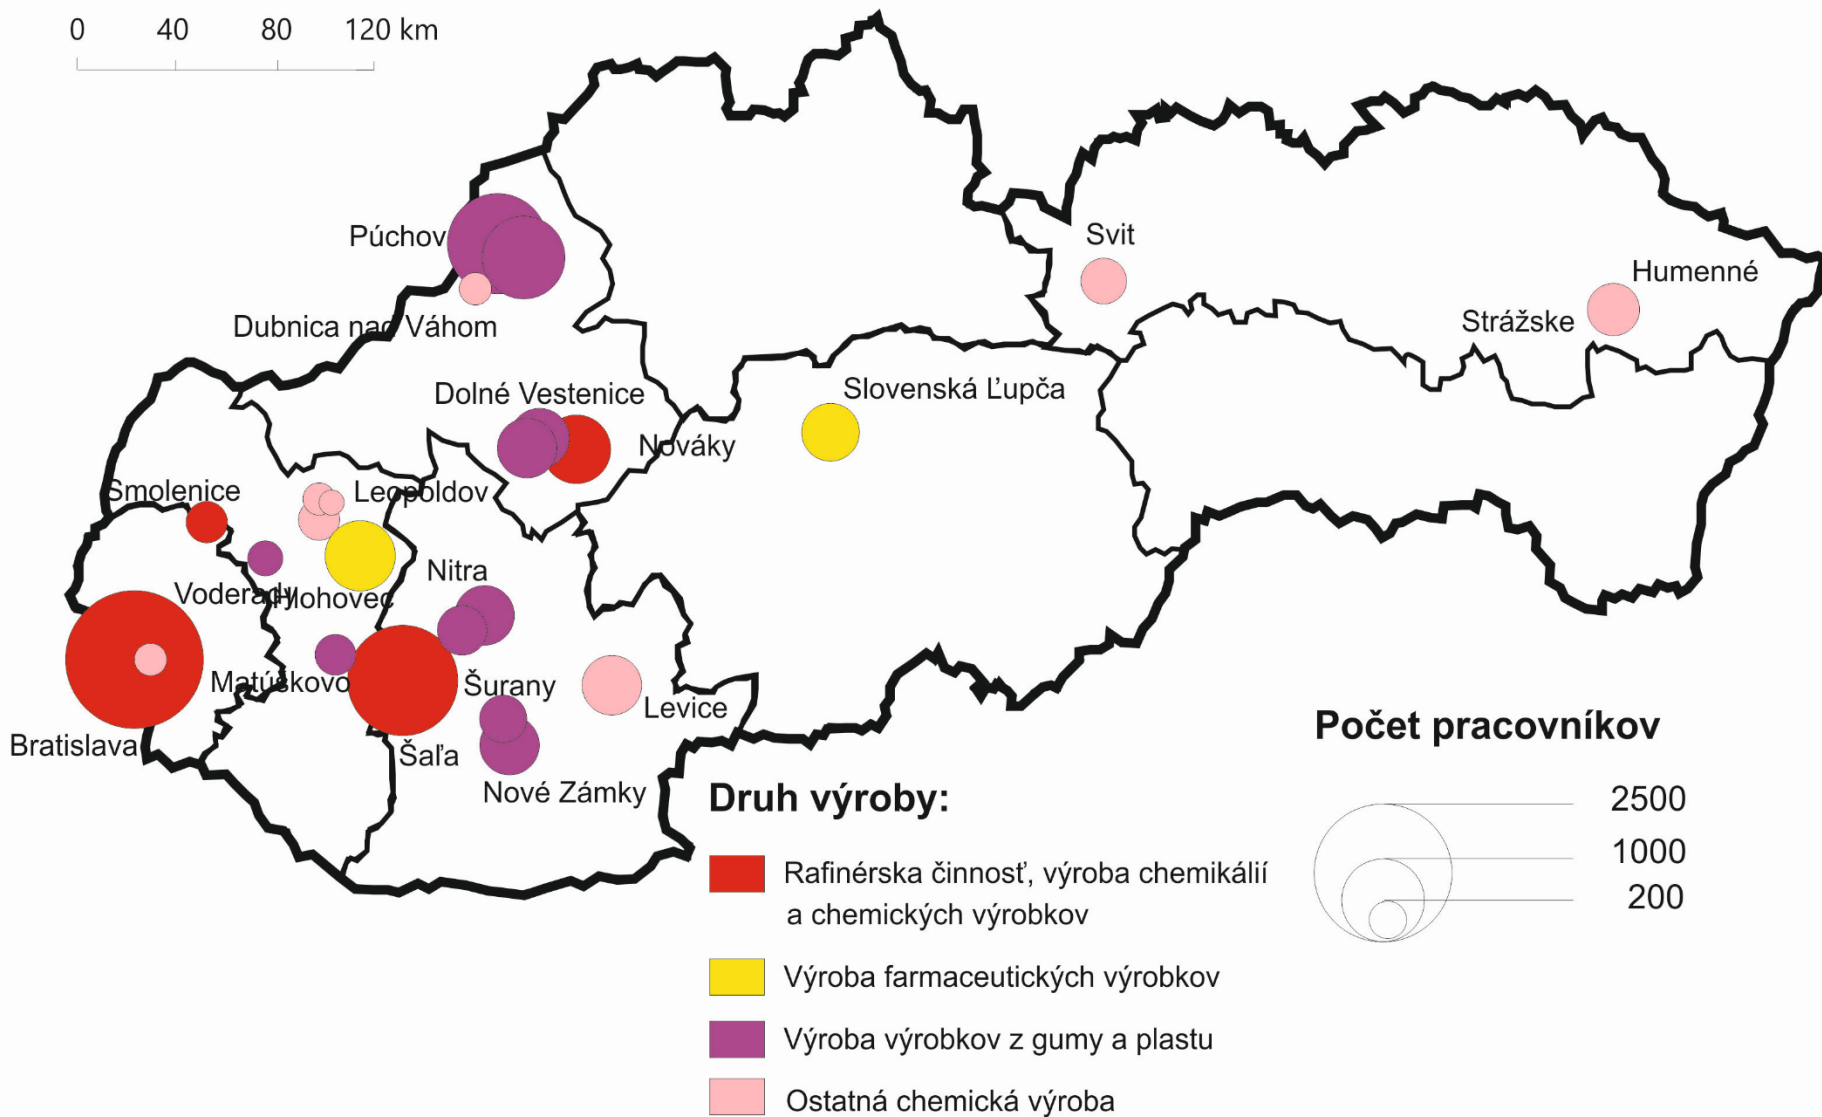 0 40 80 120 km
Púchov
Svit
Humenné
Strážske
Dubnica nad Váhom
Dolné Vestenice
Slovenská Ľupča
Nováky
Smolenice
Leopoldov
Nitra
Voderady
Hlohovec
Matúškovo
Šurany
Levice
Bratislava
Šaľa
Nové Zámky
Počet pracovníkov
2500
1000
200
Druh výroby:
Rafinérska činnosť, výroba chemikálií
a chemických výrobkov
Výroba farmaceutických výrobkov
Výroba výrobkov z gumy a plastu
Ostatná chemická výroba